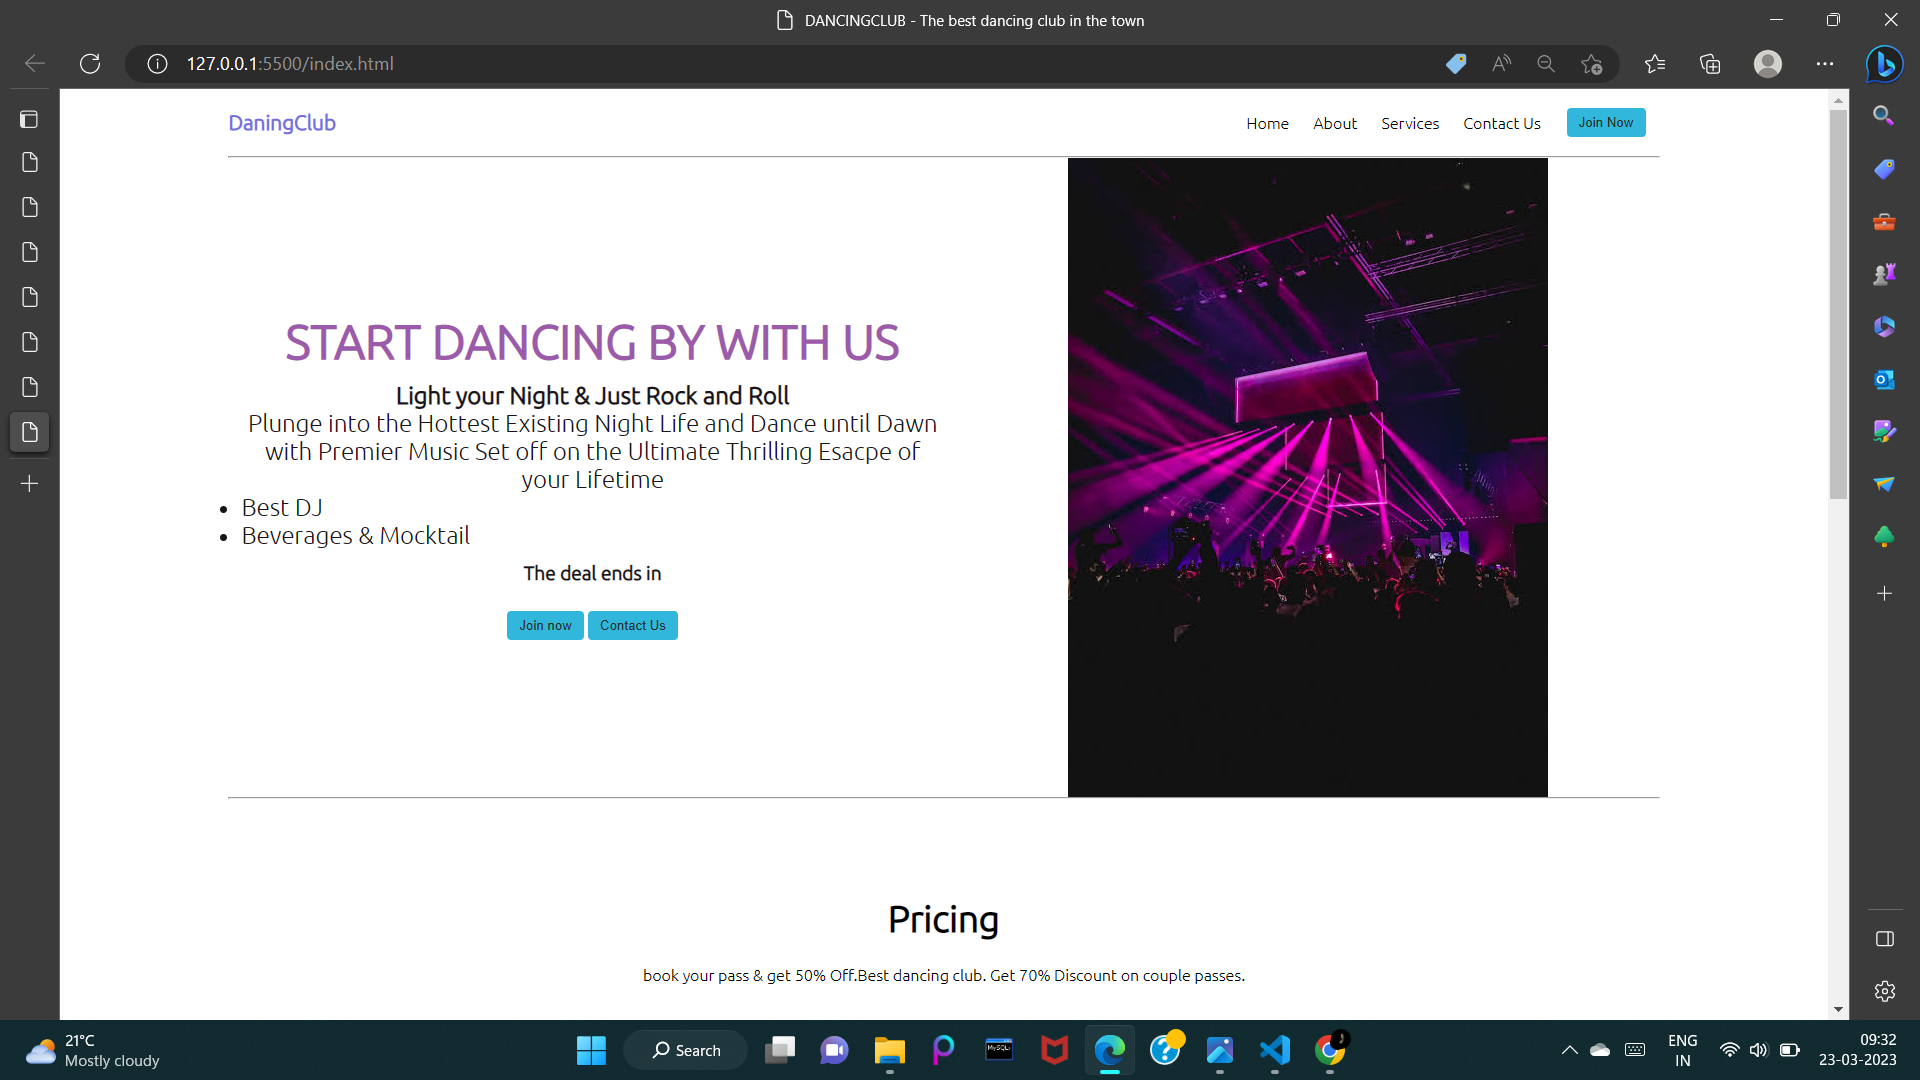 DANCINGCLUB - The best dancing club in the town
127.0.0.1:5500/index.html
DaningClub
Home About Services Contact Us Join Now
START DANCING BY WITH US
Light your Night & Just Rock and Roll
Plunge into the Hottest Existing Night Life and Dance until Dawn
with Premier Music Set off on the Ultimate Thrilling Esacpe of
your Lifetime
• Best DJ
• Beverages & Mocktail
The deal ends in
Join now Contact Us
Pricing
book your pass & get 50% Off.Best dancing club. Get 70% Discount on couple passes.
21°C
Mostly cloudy
Search
MySQL
ENG
IN
09:32
23-03-2023